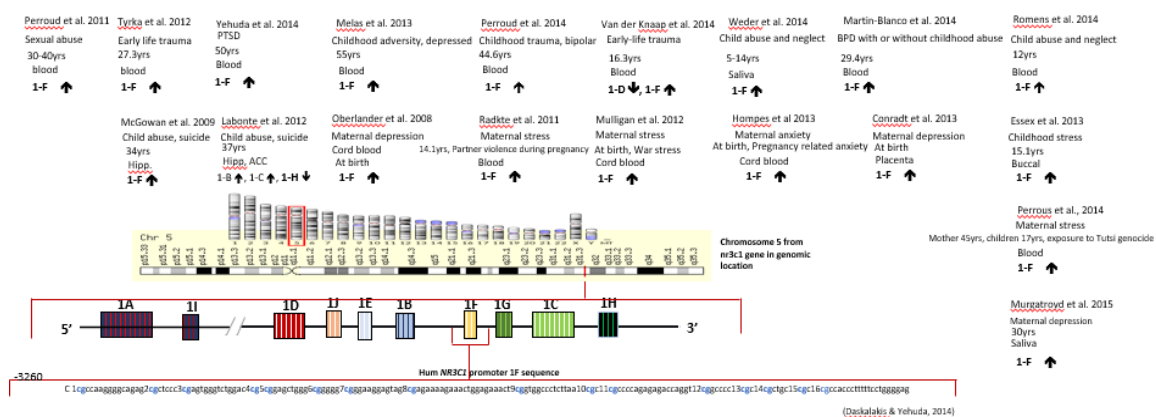 Perroud et al. 2011
Sexual abuse
30-40yrs
blood
1-F
Tyrka et al. 2012
Early life trauma
27.3yrs
blood
1-F
Yehuda et al. 2014
PTSD
50yrs
Blood
1-F
Melas et al. 2013
Childhood adversity, depressed
55yrs
Blood
1-F
Perroud et al. 2014
Childhood trauma, bipolar
44.6yrs
Blood
1-F
Van der Knaap et al. 2014
Early-life trauma
16.3yrs
Blood
1-D , 1-F
Weder et al. 2014
Child abuse and neglect
5-14yrs
Saliva
1-F
Martin-Blanco et al. 2014
BPD with or without childhood abuse
29.4yrs
Blood
1-F
Romens et al. 2014
Child abuse and neglect
12yrs
Blood
1-F
McGowan et al. 2009
Child abuse, suicide
34yrs
Hipp.
1-F
Labonte et al. 2012
Child abuse, suicide
37yrs
Hipp, ACC
1-B , 1-C , 1-H
Oberlander et al. 2008
Maternal depression
Cord blood
At birth
1-F
Radkte et al. 2011
Maternal stress
14.1yrs, Partner violence during pregnancy
Blood
1-F
Mulligan et al. 2012
Maternal stress
At birth, War stress
Cord blood
1-F
Hompes et al 2013
Maternal anxiety
At birth, Pregnancy related anxiety
Cord blood
1-F
Conradt et al. 2013
Maternal depression
At birth
Placenta
1-F
Essex et al. 2013
Childhood stress
15.1yrs
Buccal
1-F
Perrous et al., 2014
Maternal stress
Mother 45yrs, children 17yrs, exposure to Tutsi genocide
Blood
1-F
Murgatroyd et al. 2015
Maternal depression
30yrs
Saliva
1-F
Chr 5
Chromosome 5 from
nr3c1 gene in genomic
location
1A 1I 1D 1J 1E 1B 1F 1G 1C 1H
5’ 3’
Hum NR3C1 promoter 1F sequence
-3260
(Daskalakis & Yehuda, 2014)